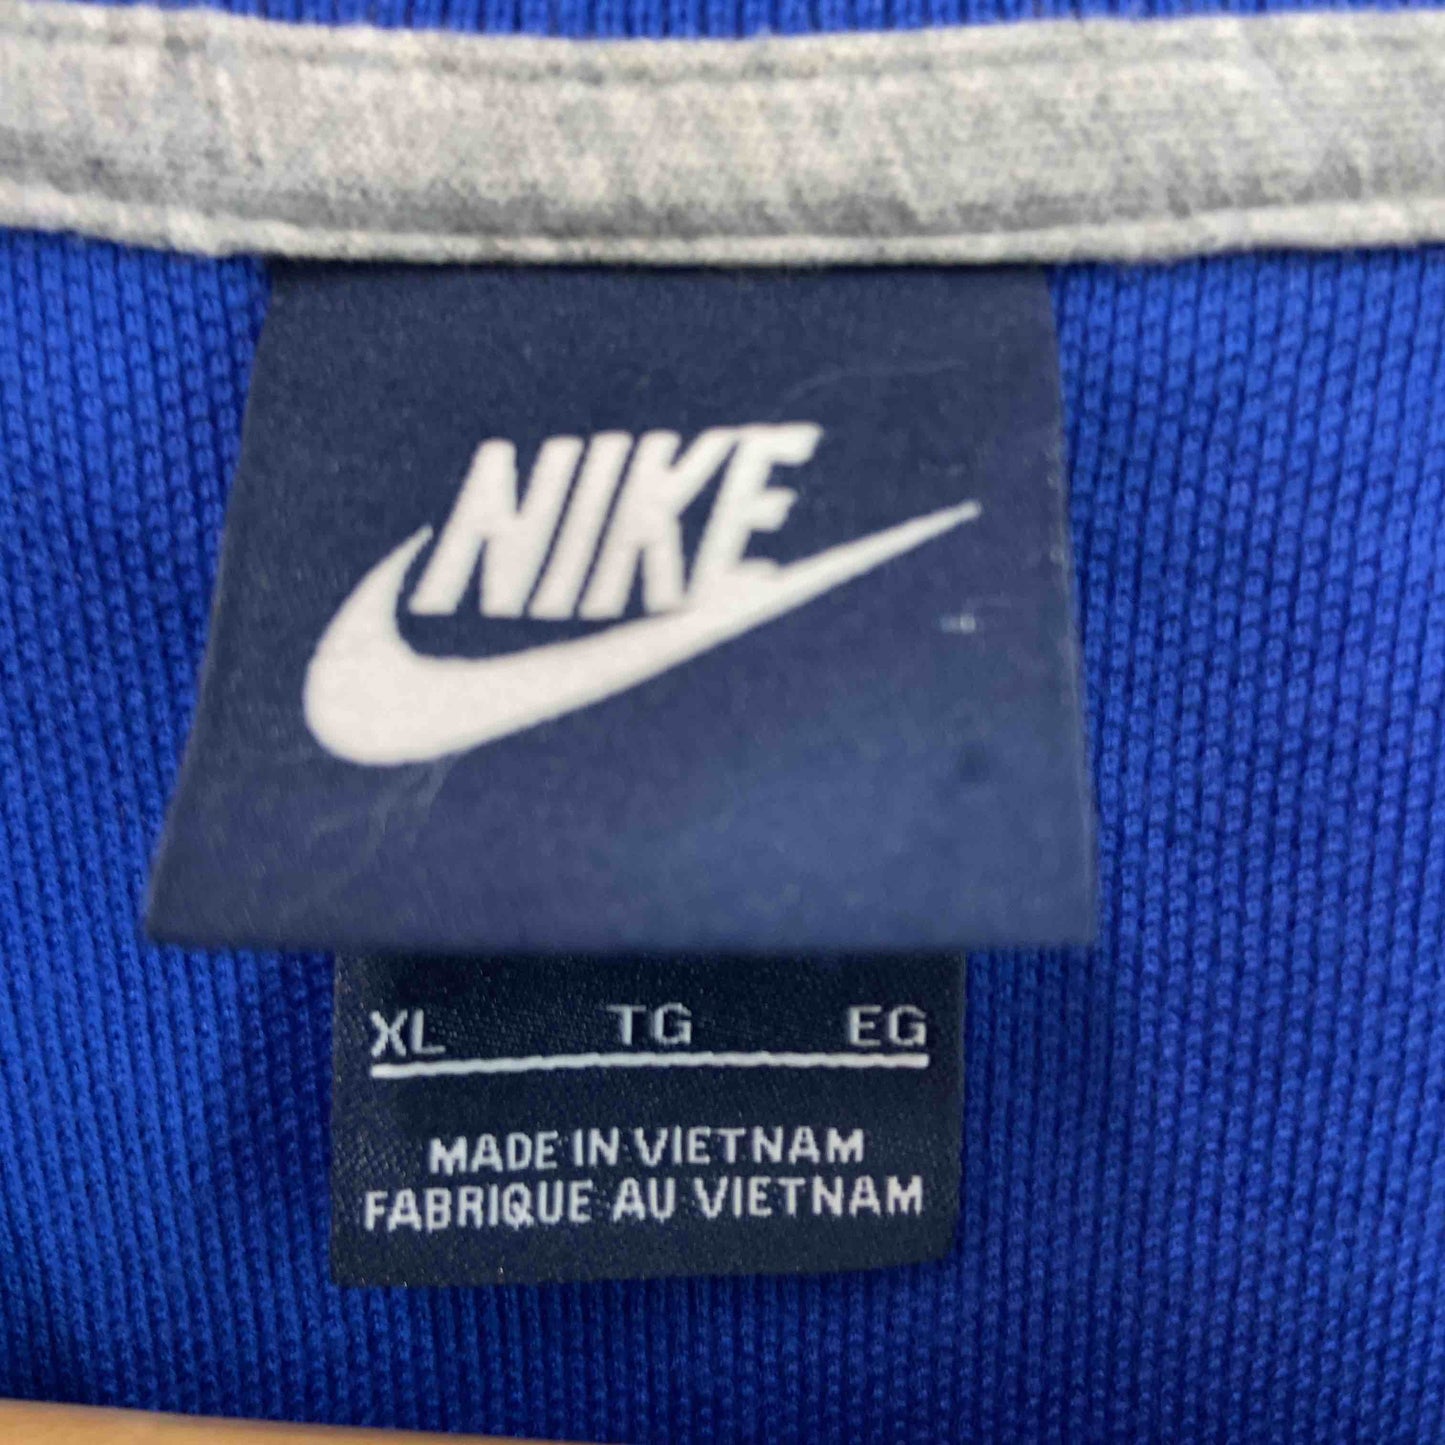 NIKE
XL TG EG
MADE IN VIETNAM
FABRIQUE AU VIETNAM